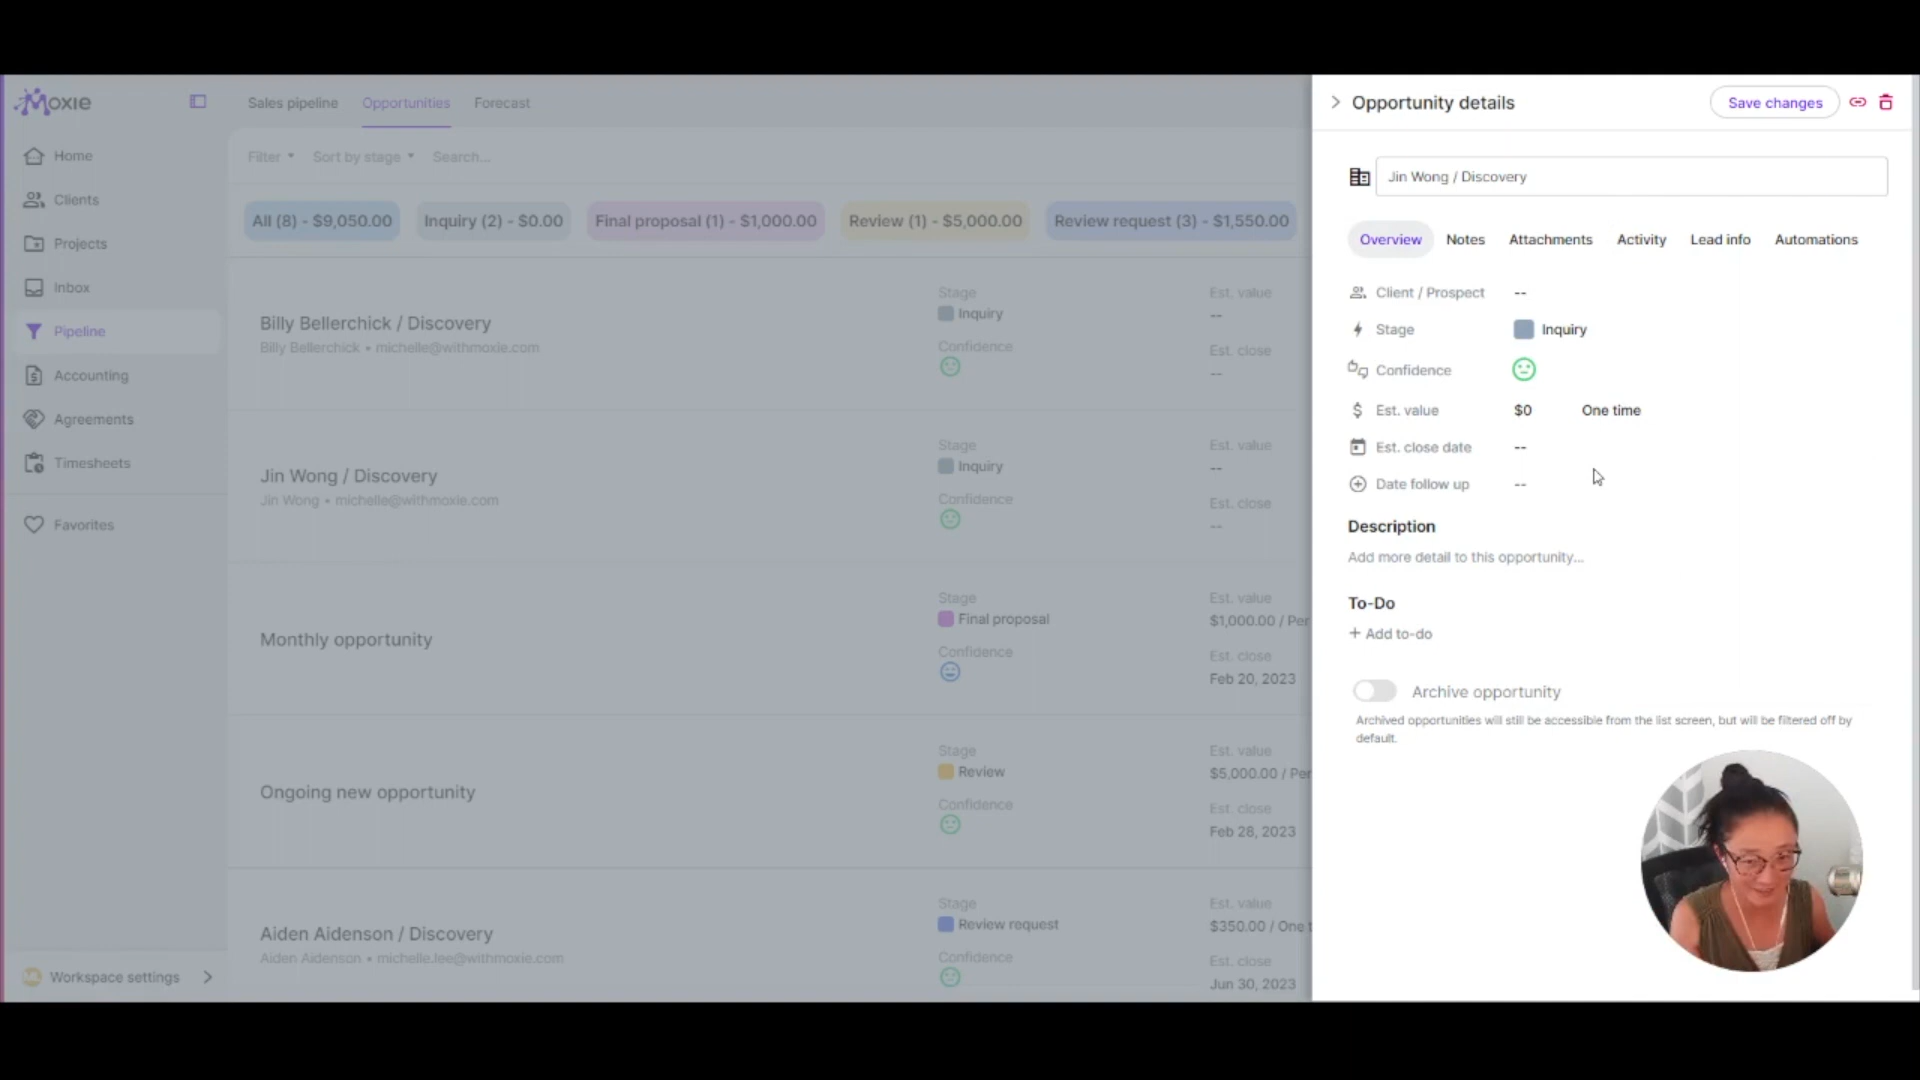 Moxie
Home
Clients
Projects
Inbox
Pipeline
Accounting
Agreements
Timesheets
Favorites
Workspace settings
Sales pipeline Opportunities Forecast
Filter Sort by stage Search...
All (8) - $9,050.00 Inquiry (2) - $0.00 Final proposal (1) - $1,000.00 Review (1) - $5,000.00 Review request (3) - $1,550.00
Billy Bellerchick / Discovery
Billy Bellerchick • michelle@withmoxie.com
Stage
Inquiry
Confidence
Est. value
--
Est. close
--
Jin Wong / Discovery
Jin Wong • michelle@withmoxie.com
Stage
Inquiry
Confidence
Est. value
--
Est. close
--
Monthly opportunity
Stage
Final proposal
Confidence
Est. value
$1,000.00 / Per
Est. close
Feb 20, 2023
Ongoing new opportunity
Stage
Review
Confidence
Est. value
$5,000.00 / Per
Est. close
Feb 28, 2023
Aiden Aidenson / Discovery
Aiden Aidenson • michelle.lee@withmoxie.com
Stage
Review request
Confidence
Est. value
$350.00 / One t
Est. close
Jun 30, 2023
Opportunity details Save changes
Jin Wong / Discovery
Overview Notes Attachments Activity Lead info Automations
Client / Prospect --
Stage Inquiry
Confidence
Est. value $0 One time
Est. close date --
Date follow up --
Description
Add more detail to this opportunity...
To-Do
+ Add to-do
Archive opportunity
Archived opportunities will still be accessible from the list screen, but will be filtered off by
default.